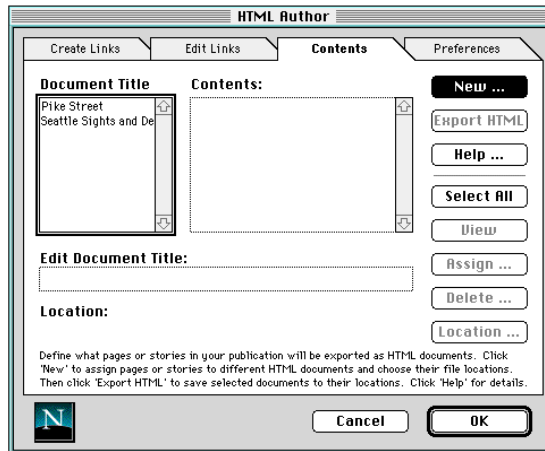 HTML Author
Create Links
Edit Links
Contents
Preferences
Document Title
Contents:
Pike Street
Seattle Sights and De
New ...
Export HTML
Help ...
Select All
View
Assign ...
Delete ...
Location ...
Edit Document Title:
Location:
Define what pages or stories in your publication will be exported as HTML documents. Click
'New' to assign pages or stories to different HTML documents and choose their file locations.
Then click 'Export HTML' to save selected documents to their locations. Click 'Help' for details.
N
Cancel
OK